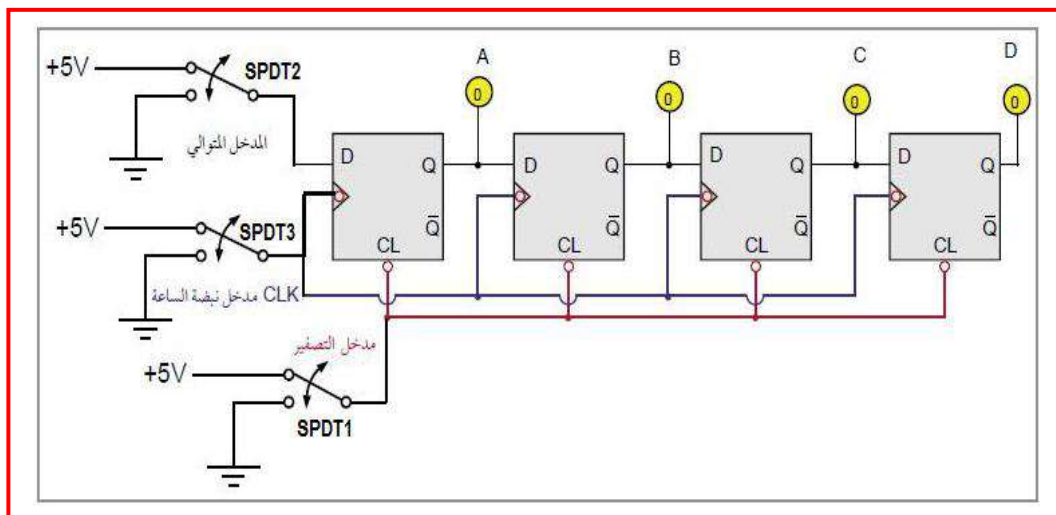 A
B
C
D
+5V
SPDT2
0
0
0
0
المدخل المتوالي
D
Q
D
Q
D
Q
D
Q
+5V
SPDT3
Q̅
Q̅
Q̅
Q̅
CL
CL
CL
CL
CLK مدخل نبضة الساعة
مدخل التصفير
+5V
SPDT1